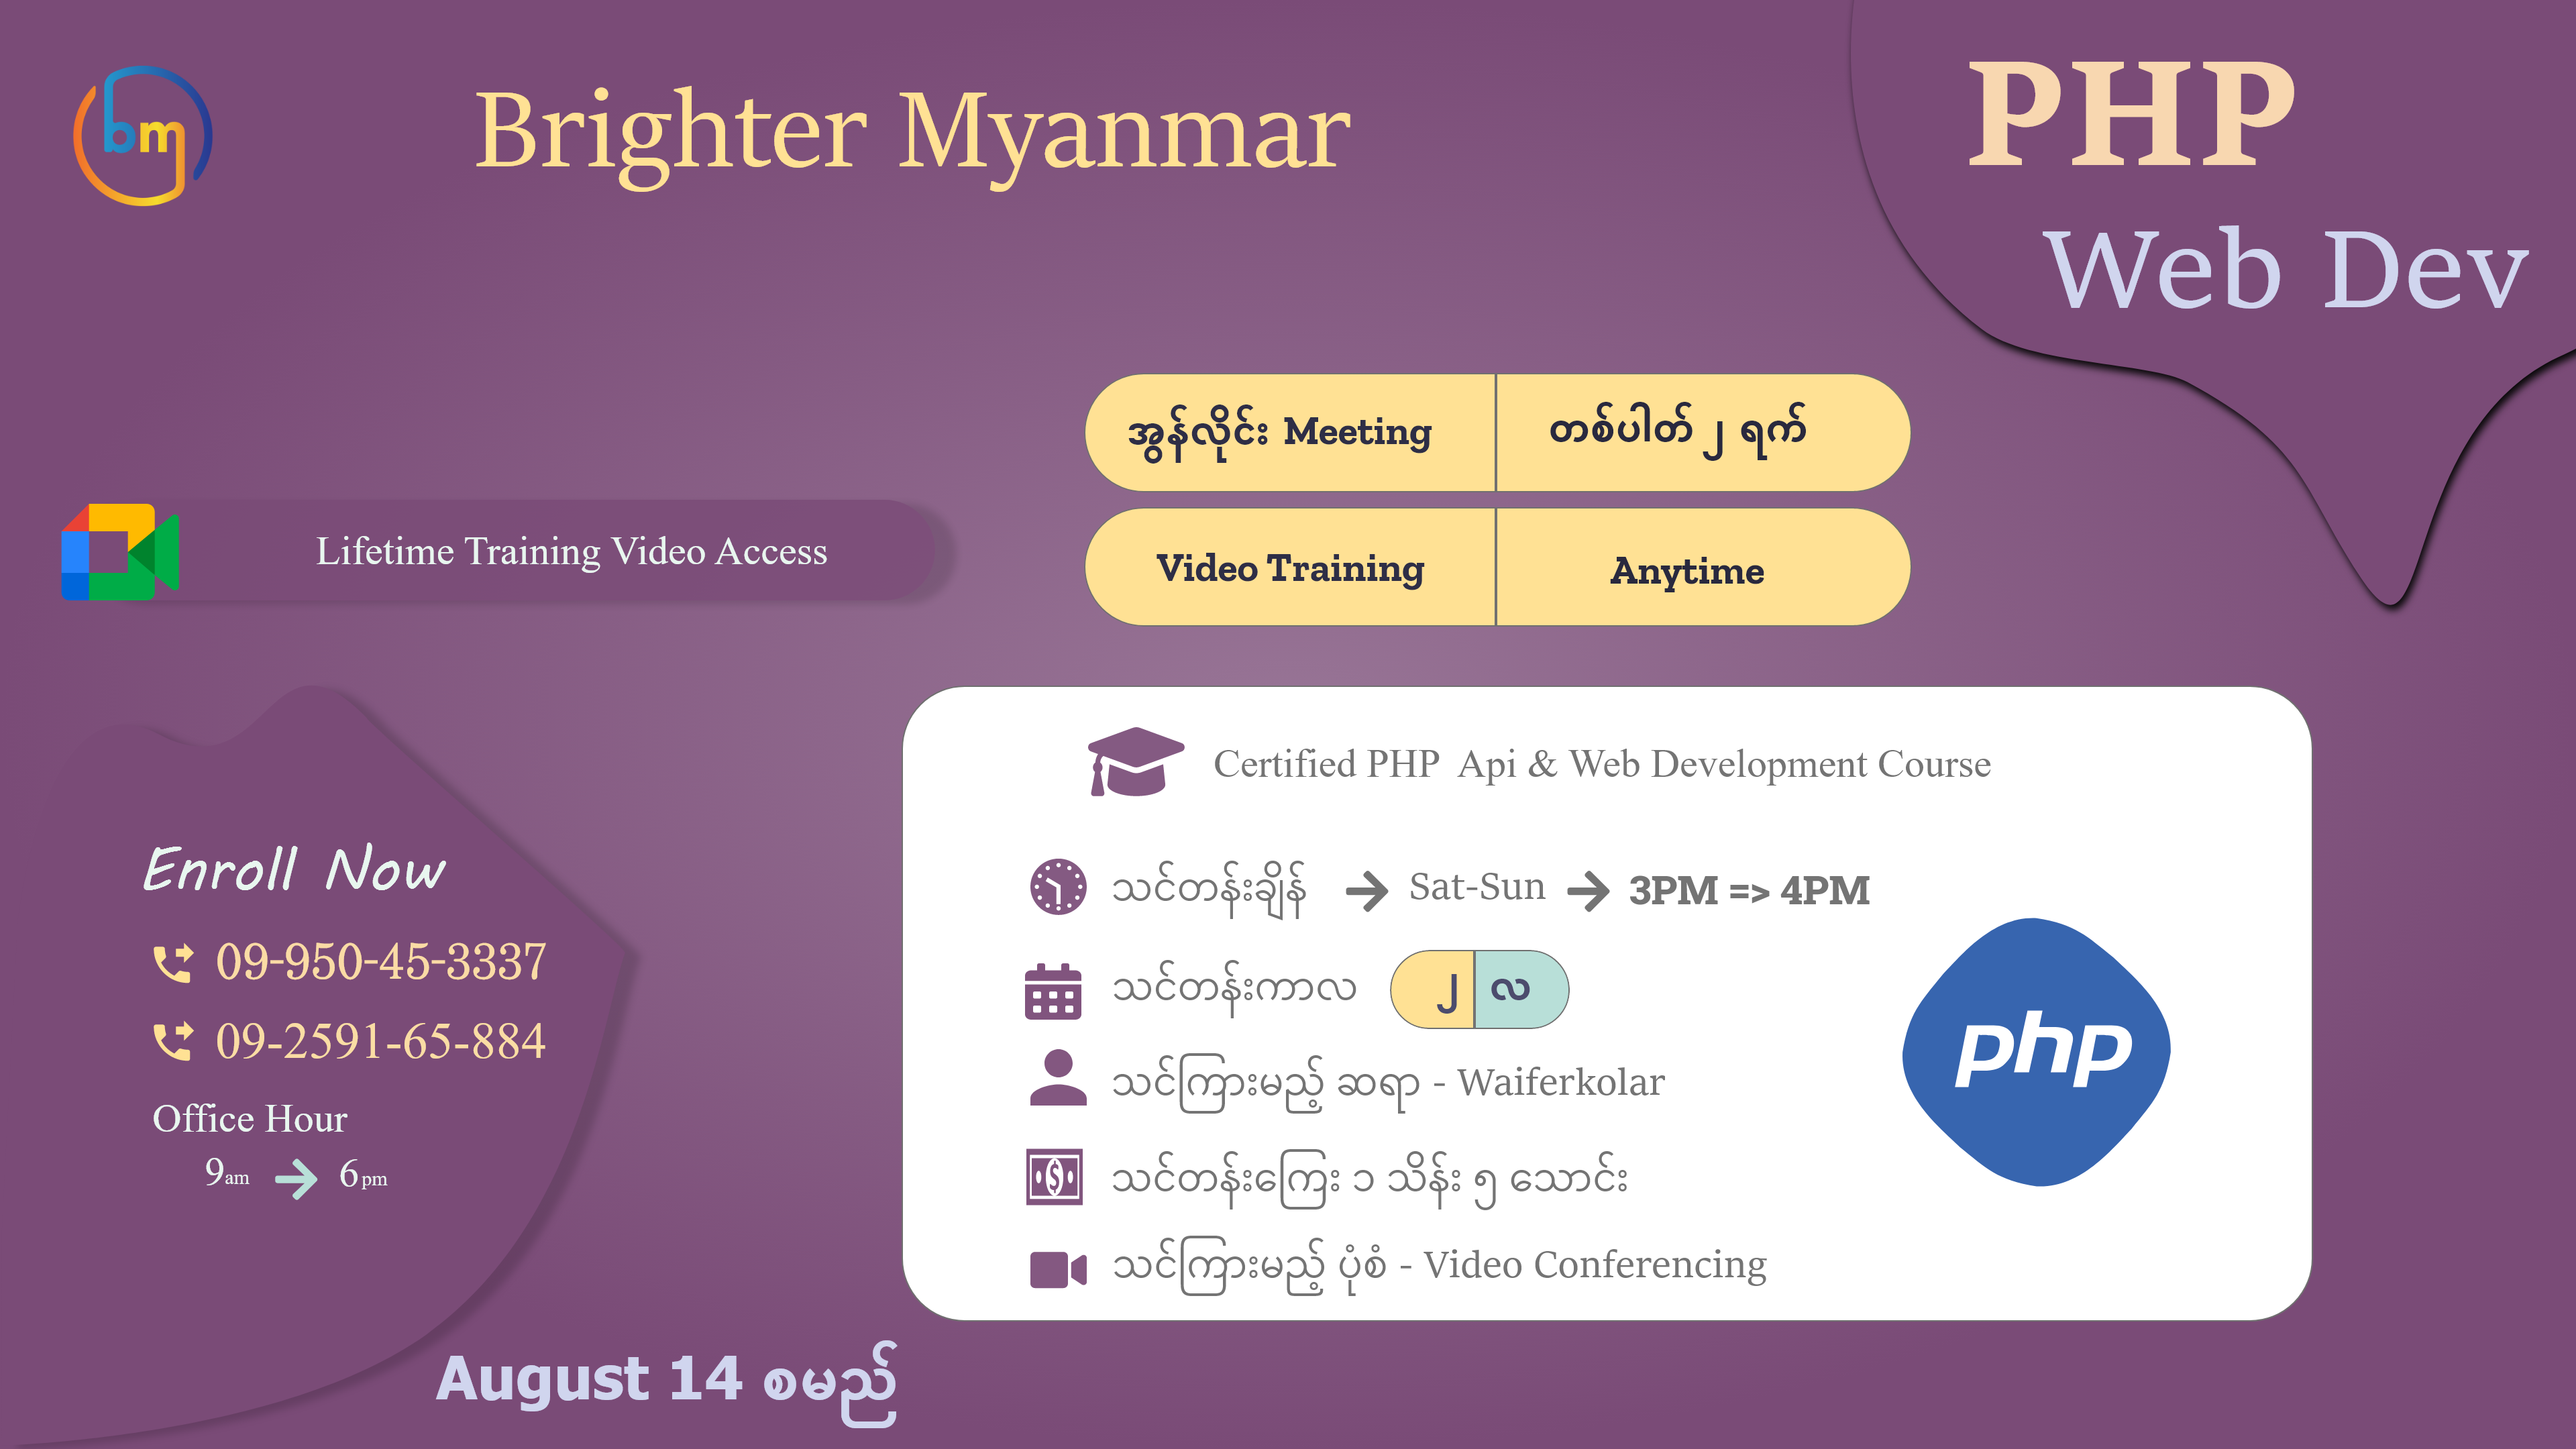 bm
Brighter Myanmar
PHP
Web Dev
အွန်လိုင်း Meeting
တစ်ပါတ် ၂ ရက်
Video Training
Anytime
Lifetime Training Video Access
Certified PHP Api & Web Development Course
သင်တန်းချိန် → Sat-Sun → 3PM => 4PM
သင်တန်းကာလ ၂ လ
သင်ကြားမည့် ဆရာ - Waiferkolar
သင်တန်းကြေး ၁ သိန်း ၅ သောင်း
သင်ကြားမည့် ပုံစံ - Video Conferencing
php
Enroll Now
09-950-45-3337
09-2591-65-884
Office Hour
9am → 6pm
August 14 စမည်